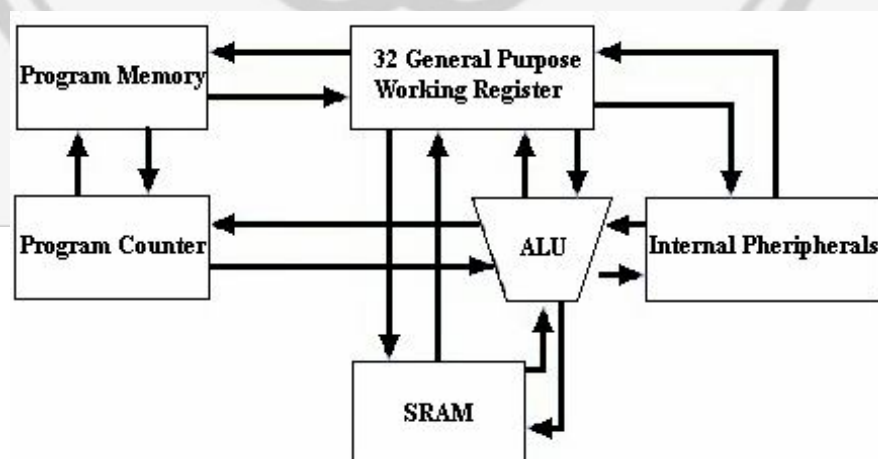 Program Memory
32 General Purpose
Working Register
Program Counter
ALU
Internal Pheripherals
SRAM